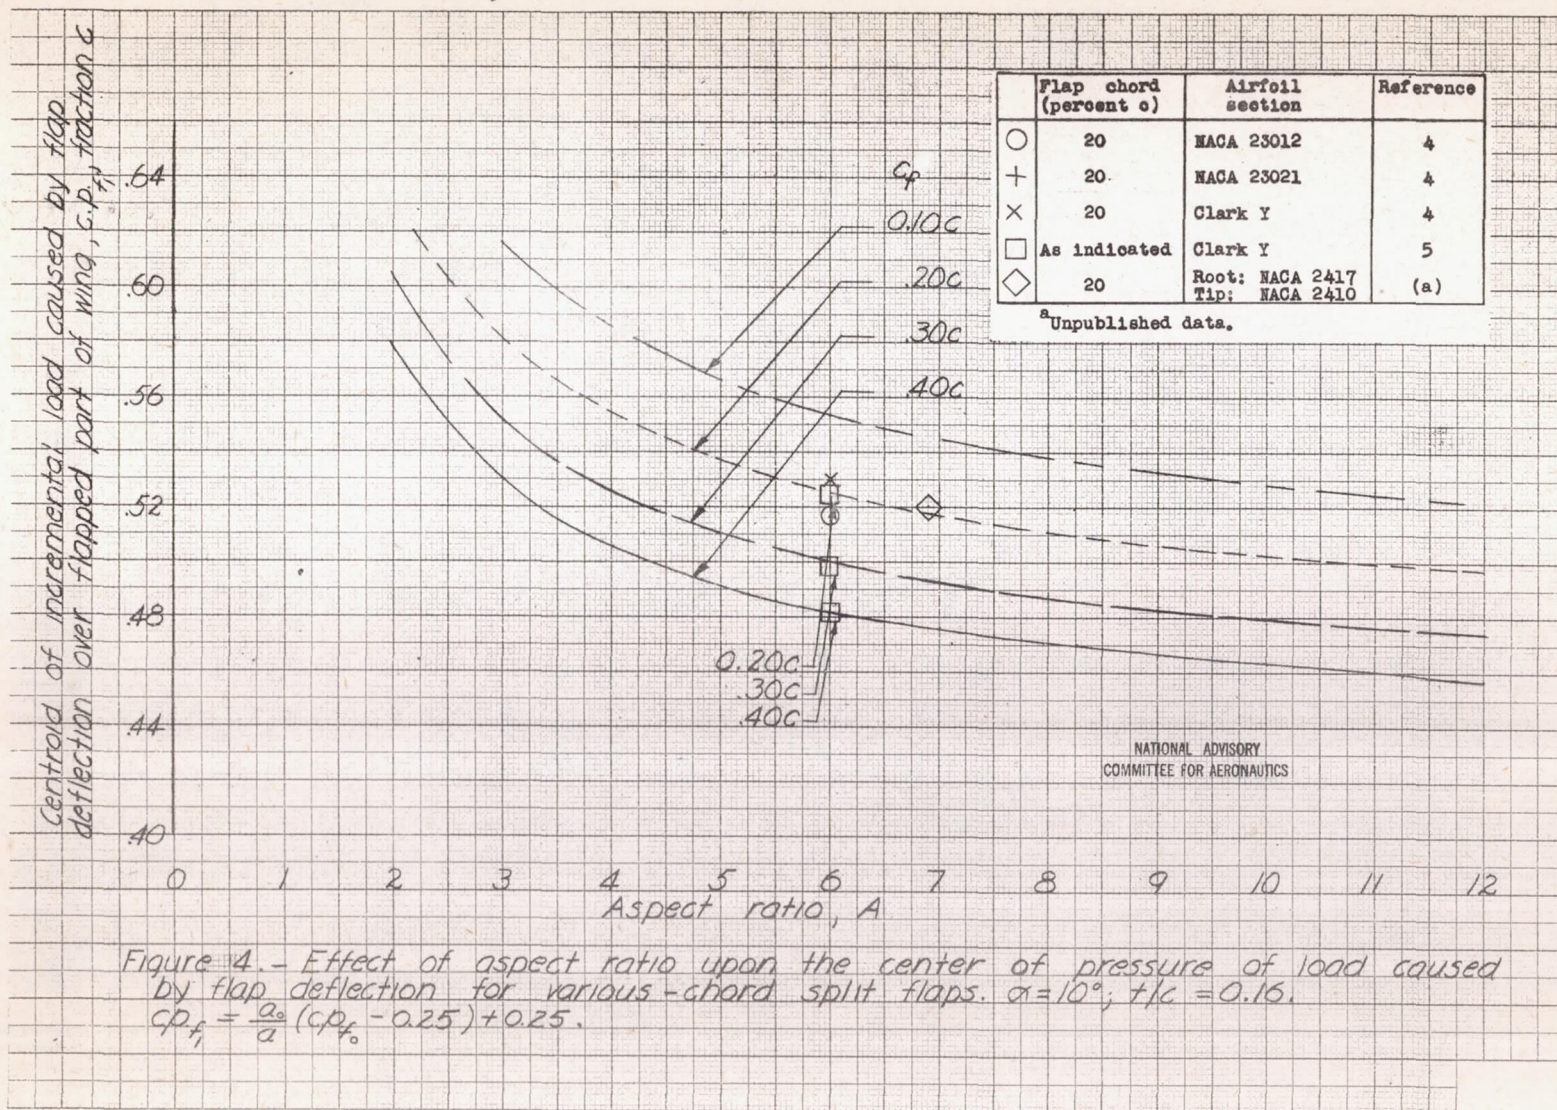 Centroid of incremental load caused by flap
deflection over flapped part of wing, c.p.f₁, fraction c
.64
.60
.56
.52
.48
.44
.40
0 1 2 3 4 5 6 7 8 9 10 11 12
Aspect ratio, A
cf
0.10c
.20c
.30c
.40c
0.20c
.30c
.40c
Flap chord (percent c) Airfoil section Reference
○ 20 NACA 23012 4
+ 20 NACA 23021 4
× 20 Clark Y 4
□ As indicated Clark Y 5
◇ 20 Root: NACA 2417 Tip: NACA 2410 (a)
ᵃUnpublished data.
NATIONAL ADVISORY
COMMITTEE FOR AERONAUTICS
Figure 4.- Effect of aspect ratio upon the center of pressure of load caused
by flap deflection for various-chord split flaps. α=10°; t/c =0.16.
cpf₁ = a₀/a (cpf₀ -0.25)+0.25.